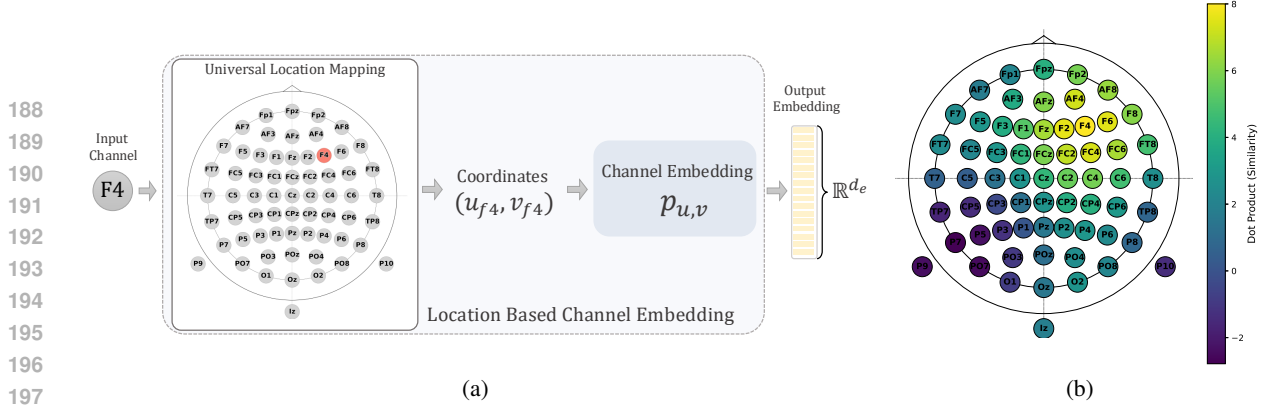 188
189
190
191
192
193
194
195
196
197
Input
Channel
F4
Universal Location Mapping
Fp1 Fpz Fp2
AF7 AF3 AFz AF4 AF8
F7 F5 F3 F1 Fz F2 F4 F6 F8
FT7 FC5 FC3 FC1 FCz FC2 FC4 FC6 FT8
T7 C5 C3 C1 Cz C2 C4 C6 T8
TP7 CP5 CP3 CP1 CPz CP2 CP4 CP6 TP8
P7 P5 P3 P1 Pz P2 P4 P6 P8
P9 PO7 PO3 POz PO4 PO8 P10
O1 Oz O2
Iz
Coordinates
(u_{f4}, v_{f4})
Channel Embedding
p_{u,v}
Location Based Channel Embedding
Output
Embedding
ℝ^{d_e}
(a)
Fp1 Fpz Fp2
AF7 AF3 AFz AF4 AF8
F7 F5 F3 F1 Fz F2 F4 F6 F8
FT7 FC5 FC3 FC1 FCz FC2 FC4 FC6 FT8
T7 C5 C3 C1 Cz C2 C4 C6 T8
TP7 CP5 CP3 CP1 CPz CP2 CP4 CP6 TP8
P7 P5 P3 P1 Pz P2 P4 P6 P8
P9 PO7 PO3 POz PO4 PO8 P10
O1 Oz O2
Iz
8
6
4
2
0
−2
Dot Product (Similarity)
(b)